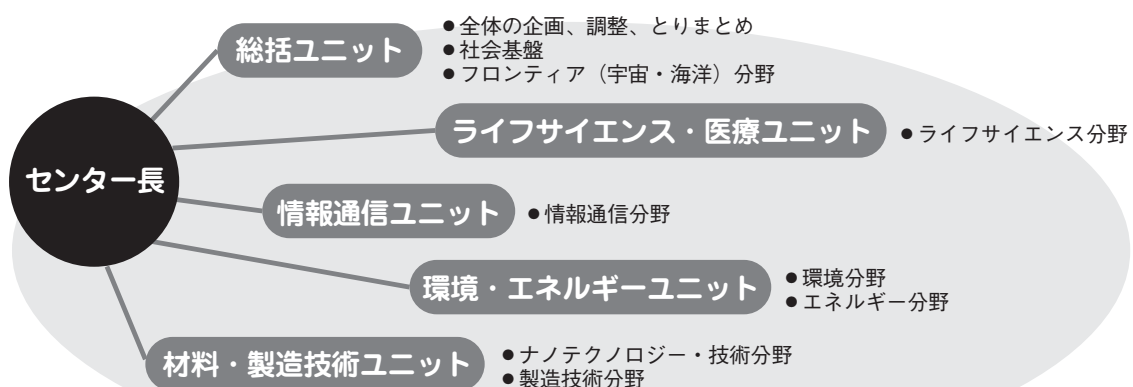 総括ユニット
●全体の企画、調整、とりまとめ
●社会基盤
●フロンティア（宇宙・海洋）分野
ライフサイエンス・医療ユニット
●ライフサイエンス分野
センター長
情報通信ユニット
●情報通信分野
環境・エネルギーユニット
●環境分野
●エネルギー分野
材料・製造技術ユニット
●ナノテクノロジー・技術分野
●製造技術分野